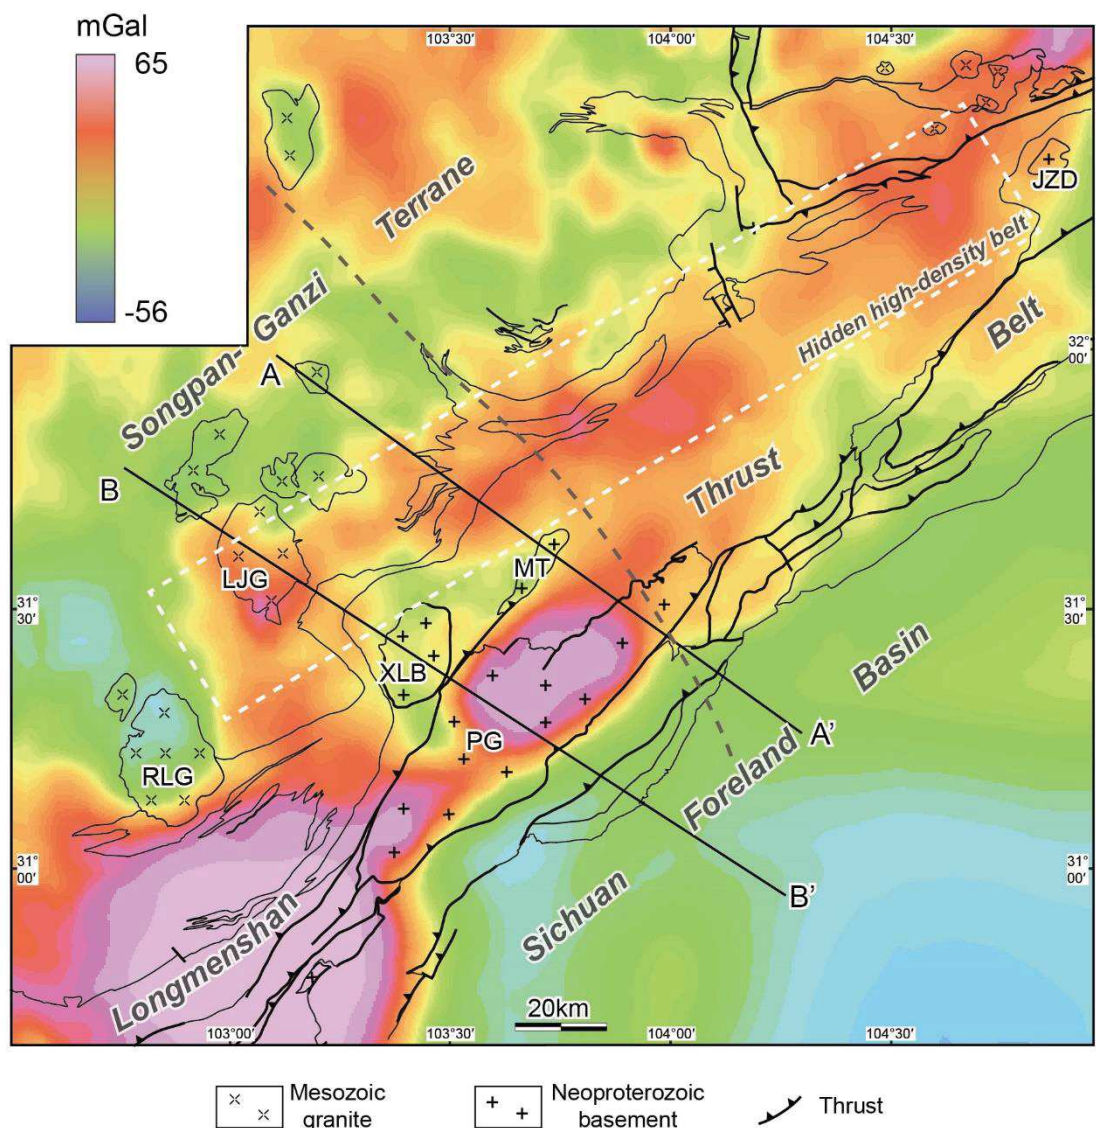 mGal
65
-56
103°30′
104°00′
104°30′
JZD
Terrane
Songpan- Ganzi
Hidden high-density belt
Belt
32°
00′
A
B
Thrust
MT
LJG
31°
30′
31°
30′
XLB
Basin
PG
A’
RLG
Foreland
31°
00′
31°
00′
B’
Sichuan
Longmenshan
20km
103°00′
103°30′
104°00′
104°30′
Mesozoic
granite
Neoproterozoic
basement
Thrust